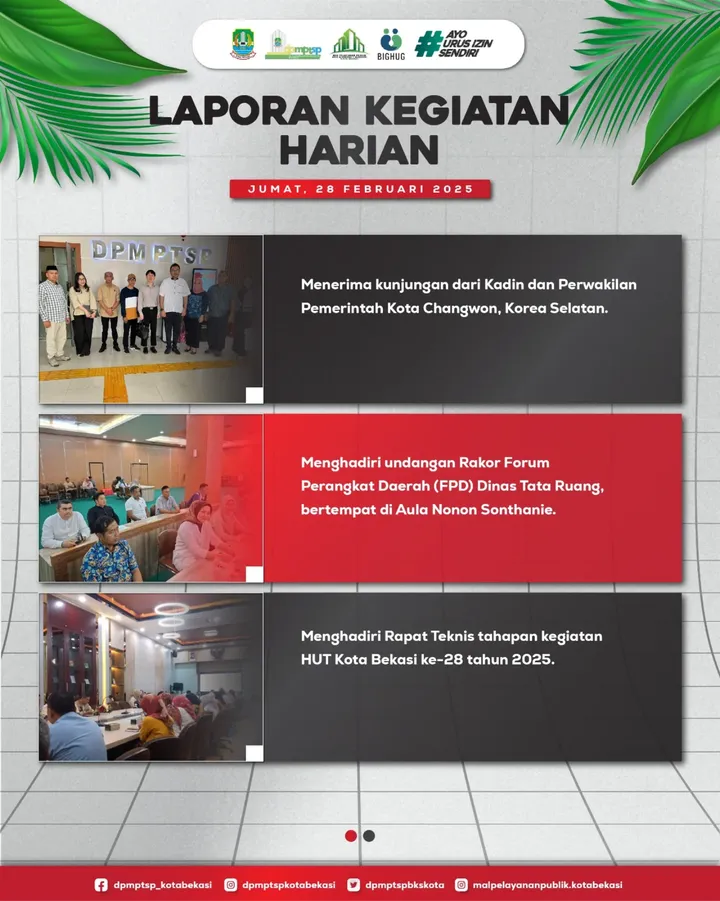 dpmptsp
BIGHUG
#AYO
URUS IZIN
SENDIRI
LAPORAN KEGIATAN
HARIAN
JUMAT, 28 FEBRUARI 2025
DPMPTSP
Menerima kunjungan dari Kadin dan Perwakilan
Pemerintah Kota Changwon, Korea Selatan.
Menghadiri undangan Rakor Forum
Perangkat Daerah (FPD) Dinas Tata Ruang,
bertempat di Aula Nonon Sonthanie.
Menghadiri Rapat Teknis tahapan kegiatan
HUT Kota Bekasi ke-28 tahun 2025.
dpmptsp_kotabekasi dpmptspkotabekasi dpmptspbkskota malpelayananpublik.kotabekasi